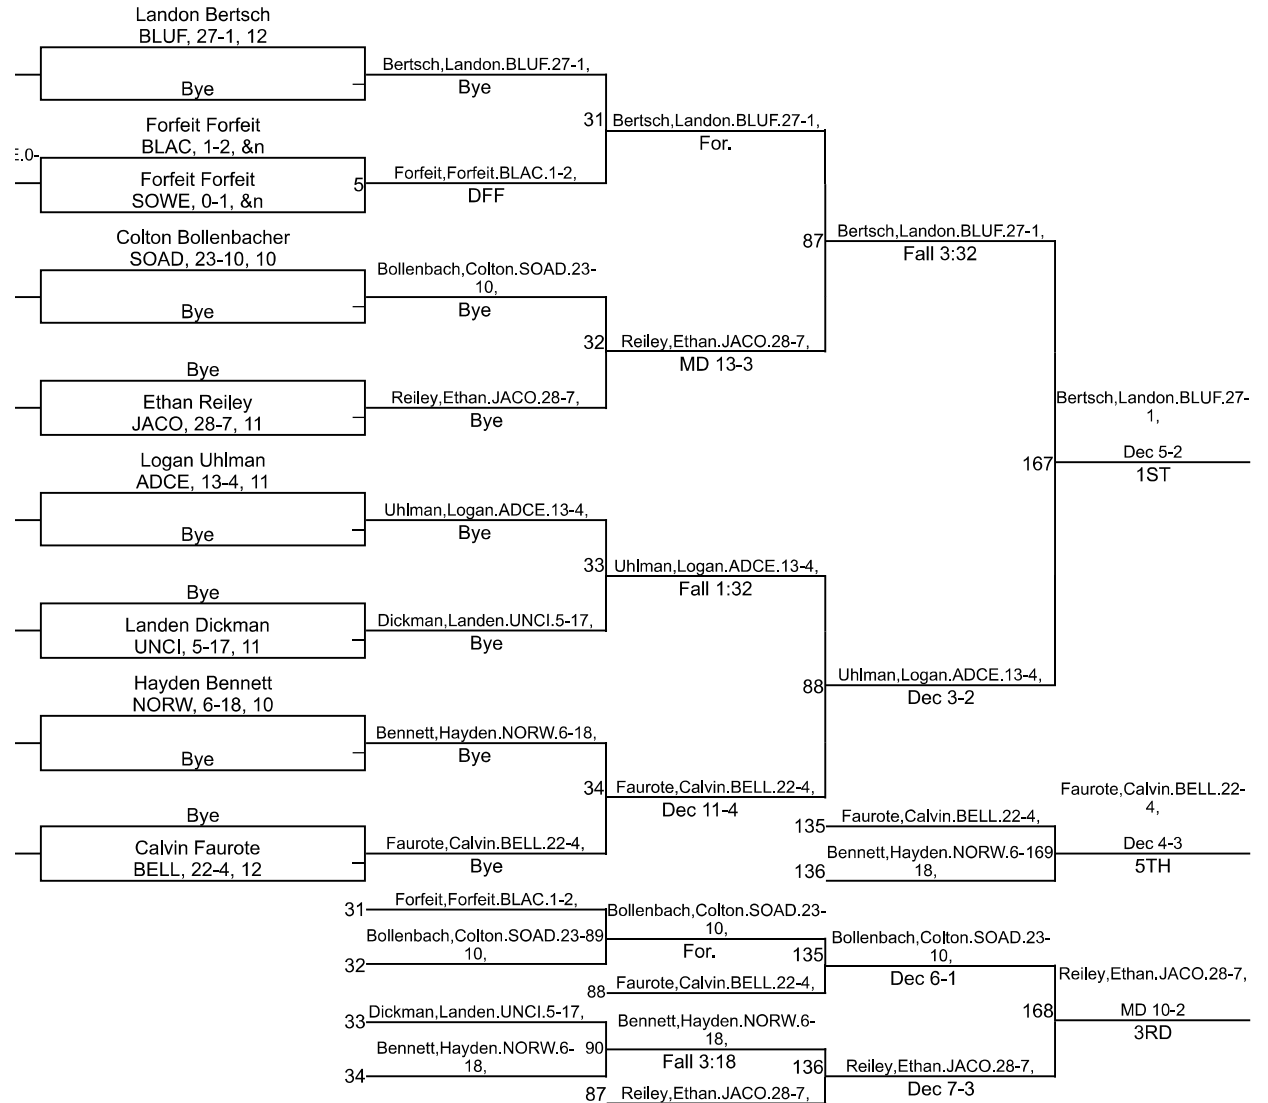 Landon Bertsch
BLUF, 27-1, 12
Bye
Forfeit Forfeit
BLAC, 1-2, &n
E.0-
Forfeit Forfeit
SOWE, 0-1, &n
5
Colton Bollenbacher
SOAD, 23-10, 10
Bye
Bye
Ethan Reiley
JACO, 28-7, 11
Logan Uhlman
ADCE, 13-4, 11
Bye
Bye
Landen Dickman
UNCI, 5-17, 11
Hayden Bennett
NORW, 6-18, 10
Bye
Bye
Calvin Faurote
BELL, 22-4, 12
Bertsch,Landon.BLUF.27-1,
Bye
Forfeit,Forfeit.BLAC.1-2,
DFF
Bollenbach,Colton.SOAD.23-
10,
Bye
Reiley,Ethan.JACO.28-7,
Bye
Uhlman,Logan.ADCE.13-4,
Bye
Dickman,Landen.UNCI.5-17,
Bye
Bennett,Hayden.NORW.6-18,
Bye
Faurote,Calvin.BELL.22-4,
Bye
31
Bertsch,Landon.BLUF.27-1,
For.
32
Reiley,Ethan.JACO.28-7,
MD 13-3
33
Uhlman,Logan.ADCE.13-4,
Fall 1:32
34
Faurote,Calvin.BELL.22-4,
Dec 11-4
87
Bertsch,Landon.BLUF.27-1,
Fall 3:32
88
Uhlman,Logan.ADCE.13-4,
Dec 3-2
167
Bertsch,Landon.BLUF.27-
1,
Dec 5-2
1ST
135
Faurote,Calvin.BELL.22-4,
136
Bennett,Hayden.NORW.6-
18,
169
Faurote,Calvin.BELL.22-
4,
Dec 4-3
5TH
31
Forfeit,Forfeit.BLAC.1-2,
32
Bollenbach,Colton.SOAD.23-
10,
89
Bollenbach,Colton.SOAD.23-
10,
For.
88
Faurote,Calvin.BELL.22-4,
135
Bollenbach,Colton.SOAD.23-
10,
Dec 6-1
33
Dickman,Landen.UNCI.5-17,
34
Bennett,Hayden.NORW.6-
18,
90
Bennett,Hayden.NORW.6-
18,
Fall 3:18
87
Reiley,Ethan.JACO.28-7,
136
Reiley,Ethan.JACO.28-7,
Dec 7-3
168
Reiley,Ethan.JACO.28-7,
MD 10-2
3RD